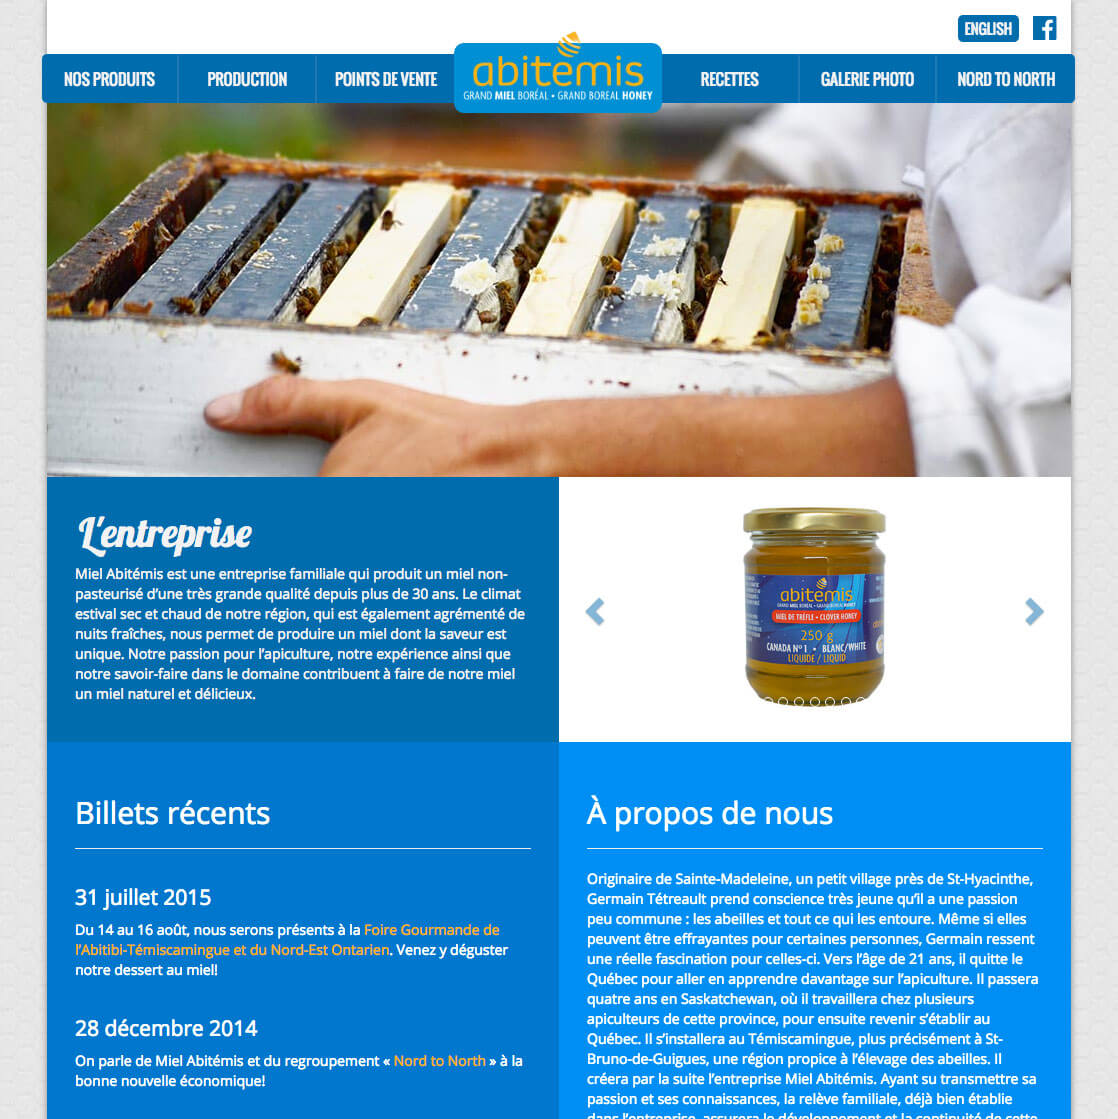 ENGLISH
NOS PRODUITS
PRODUCTION
POINTS DE VENTE
abitémis
GRAND MIEL BORÉAL • GRAND BOREAL HONEY
RECETTES
GALERIE PHOTO
NORD TO NORTH
L'entreprise
Miel Abitémis est une entreprise familiale qui produit un miel non-
pasteurisé d’une très grande qualité depuis plus de 30 ans. Le climat
estival sec et chaud de notre région, qui est également agrémenté de
nuits fraîches, nous permet de produire un miel dont la saveur est
unique. Notre passion pour l’apiculture, notre expérience ainsi que
notre savoir-faire dans le domaine contribuent à faire de notre miel
un miel naturel et délicieux.
abitémis
GRAND MIEL BORÉAL • GRAND BOREAL HONEY
MIEL DE TRÈFLE • CLOVER HONEY
250 g
CANADA Nº 1 • BLANC/WHITE
LIQUIDE / LIQUID
Billets récents
31 juillet 2015
Du 14 au 16 août, nous serons présents à la Foire Gourmande de
l’Abitibi-Témiscamingue et du Nord-Est Ontarien. Venez y déguster
notre dessert au miel!
28 décembre 2014
On parle de Miel Abitémis et du regroupement « Nord to North » à la
bonne nouvelle économique!
À propos de nous
Originaire de Sainte-Madeleine, un petit village près de St-Hyacinthe,
Germain Tétreault prend conscience très jeune qu’il a une passion
peu commune : les abeilles et tout ce qui les entoure. Même si elles
peuvent être effrayantes pour certaines personnes, Germain ressent
une réelle fascination pour celles-ci. Vers l’âge de 21 ans, il quitte le
Québec pour aller en apprendre davantage sur l’apiculture. Il passera
quatre ans en Saskatchewan, où il travaillera chez plusieurs
apiculteurs de cette province, pour ensuite revenir s’établir au
Québec. Il s’installera au Témiscamingue, plus précisément à St-
Bruno-de-Guigues, une région propice à l’élevage des abeilles. Il
créera par la suite l’entreprise Miel Abitémis. Ayant su transmettre sa
passion et ses connaissances, la relève familiale, déjà bien établie
dans l’entreprise, assurera le développement et la continuité de cette